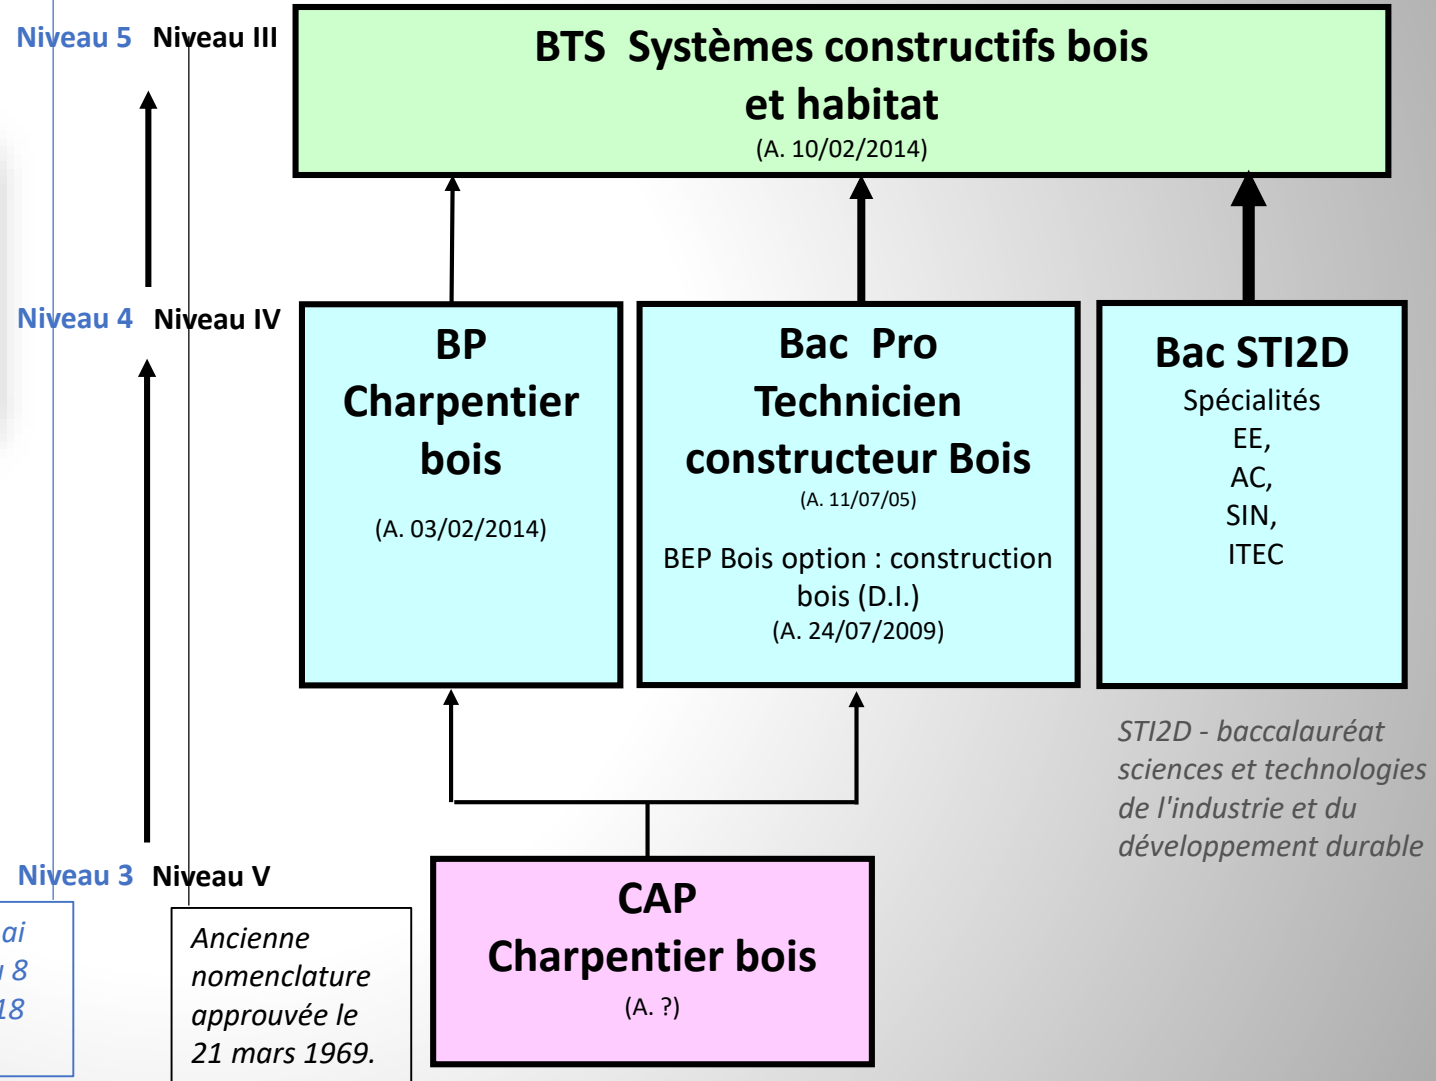 Niveau 5 Niveau III
BTS Systèmes constructifs bois
et habitat
(A. 10/02/2014)
Niveau 4 Niveau IV
BP
Charpentier
bois
(A. 03/02/2014)
Bac Pro
Technicien
constructeur Bois
(A. 11/07/05)
BEP Bois option : construction
bois (D.I.)
(A. 24/07/2009)
Bac STI2D
Spécialités
EE,
AC,
SIN,
ITEC
STI2D - baccalauréat
sciences et technologies
de l'industrie et du
développement durable
Niveau 3 Niveau V
8
18
Ancienne
nomenclature
approuvée le
21 mars 1969.
CAP
Charpentier bois
(A. ?)